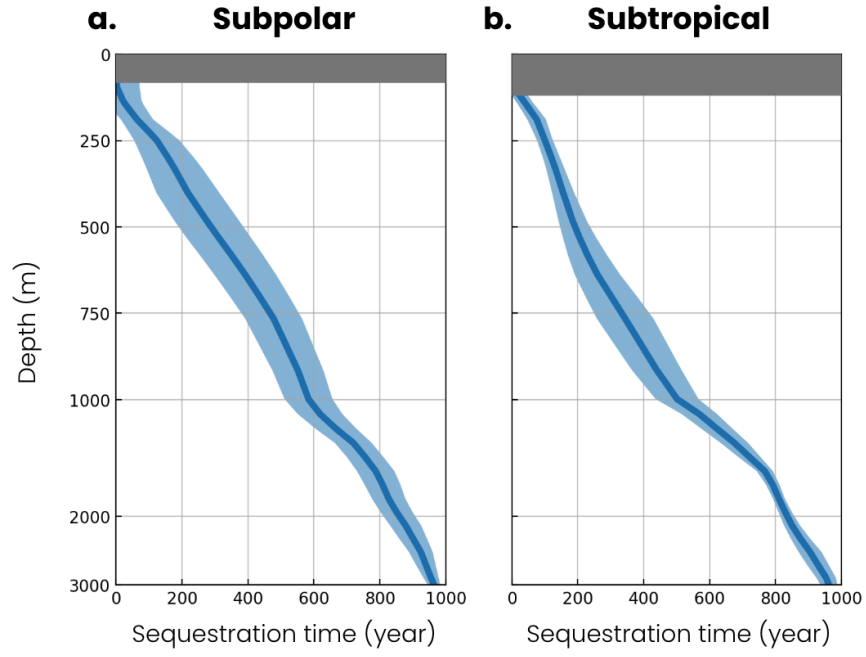 a. Subpolar
b. Subtropical
Depth (m)
0
250
500
750
1000
2000
3000
0 200 400 600 800 1000
0 200 400 600 800 1000
Sequestration time (year)
Sequestration time (year)